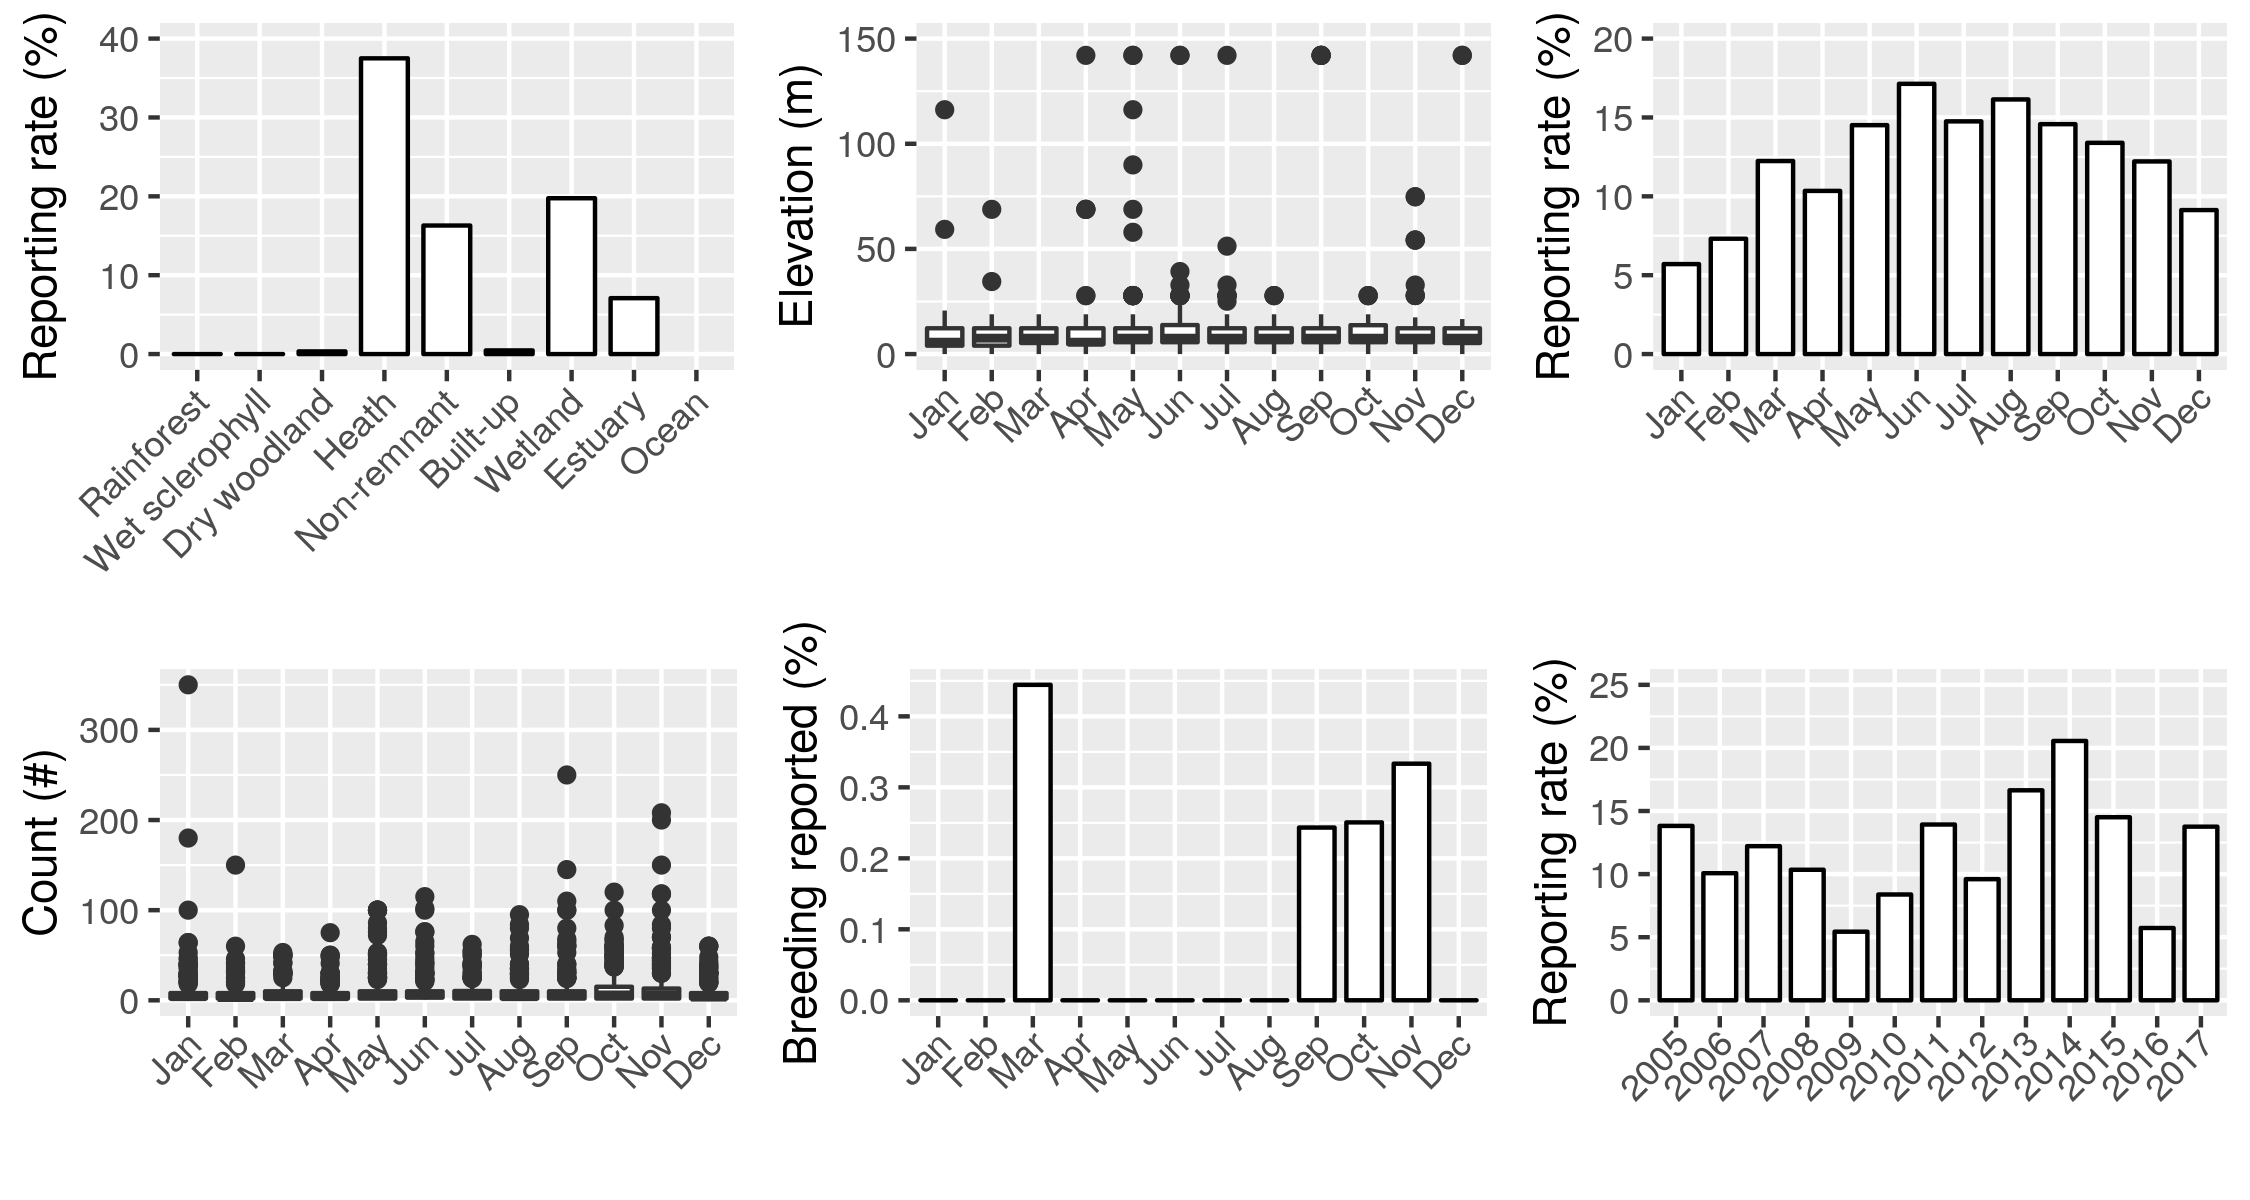 Reporting rate (%)
40
30
20
10
0
Rainforest
Wet sclerophyll
Dry woodland
Heath
Non-remnant
Built-up
Wetland
Estuary
Ocean
Elevation (m)
150
100
50
0
Jan
Feb
Mar
Apr
May
Jun
Jul
Aug
Sep
Oct
Nov
Dec
Reporting rate (%)
20
15
10
5
0
Jan
Feb
Mar
Apr
May
Jun
Jul
Aug
Sep
Oct
Nov
Dec
Count (#)
300
200
100
0
Jan
Feb
Mar
Apr
May
Jun
Jul
Aug
Sep
Oct
Nov
Dec
Breeding reported (%)
0.4
0.3
0.2
0.1
0.0
Jan
Feb
Mar
Apr
May
Jun
Jul
Aug
Sep
Oct
Nov
Dec
Reporting rate (%)
25
20
15
10
5
0
2005
2006
2007
2008
2009
2010
2011
2012
2013
2014
2015
2016
2017